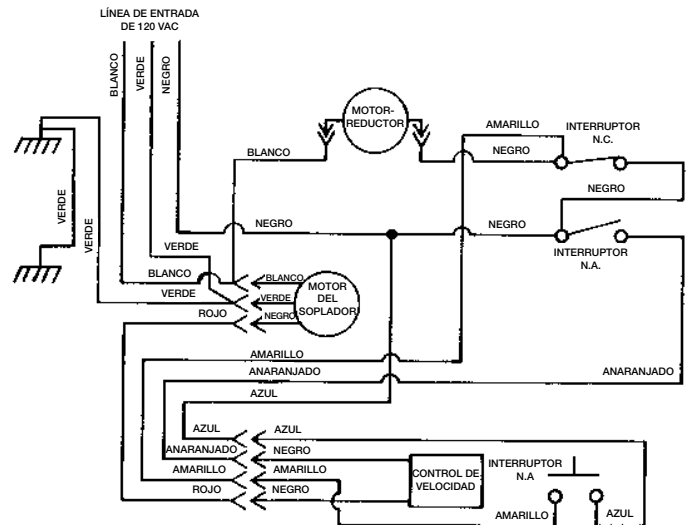 LÍNEA DE ENTRADA
DE 120 VAC
BLANCO
VERDE
NEGRO
MOTOR-
REDUCTOR
AMARILLO
INTERRUPTOR
N.C.
NEGRO
BLANCO
NEGRO
VERDE
VERDE
NEGRO
NEGRO
INTERRUPTOR
N.A.
VERDE
BLANCO
BLANCO
VERDE
VERDE
ROJO
NEGRO
MOTOR
DEL
SOPLADOR
AMARILLO
ANARANJADO
ANARANJADO
AZUL
AZUL
AZUL
ANARANJADO
NEGRO
AMARILLO
AMARILLO
ROJO
NEGRO
CONTROL DE
VELOCIDAD
INTERRUPTOR
N.A
AMARILLO
AZUL